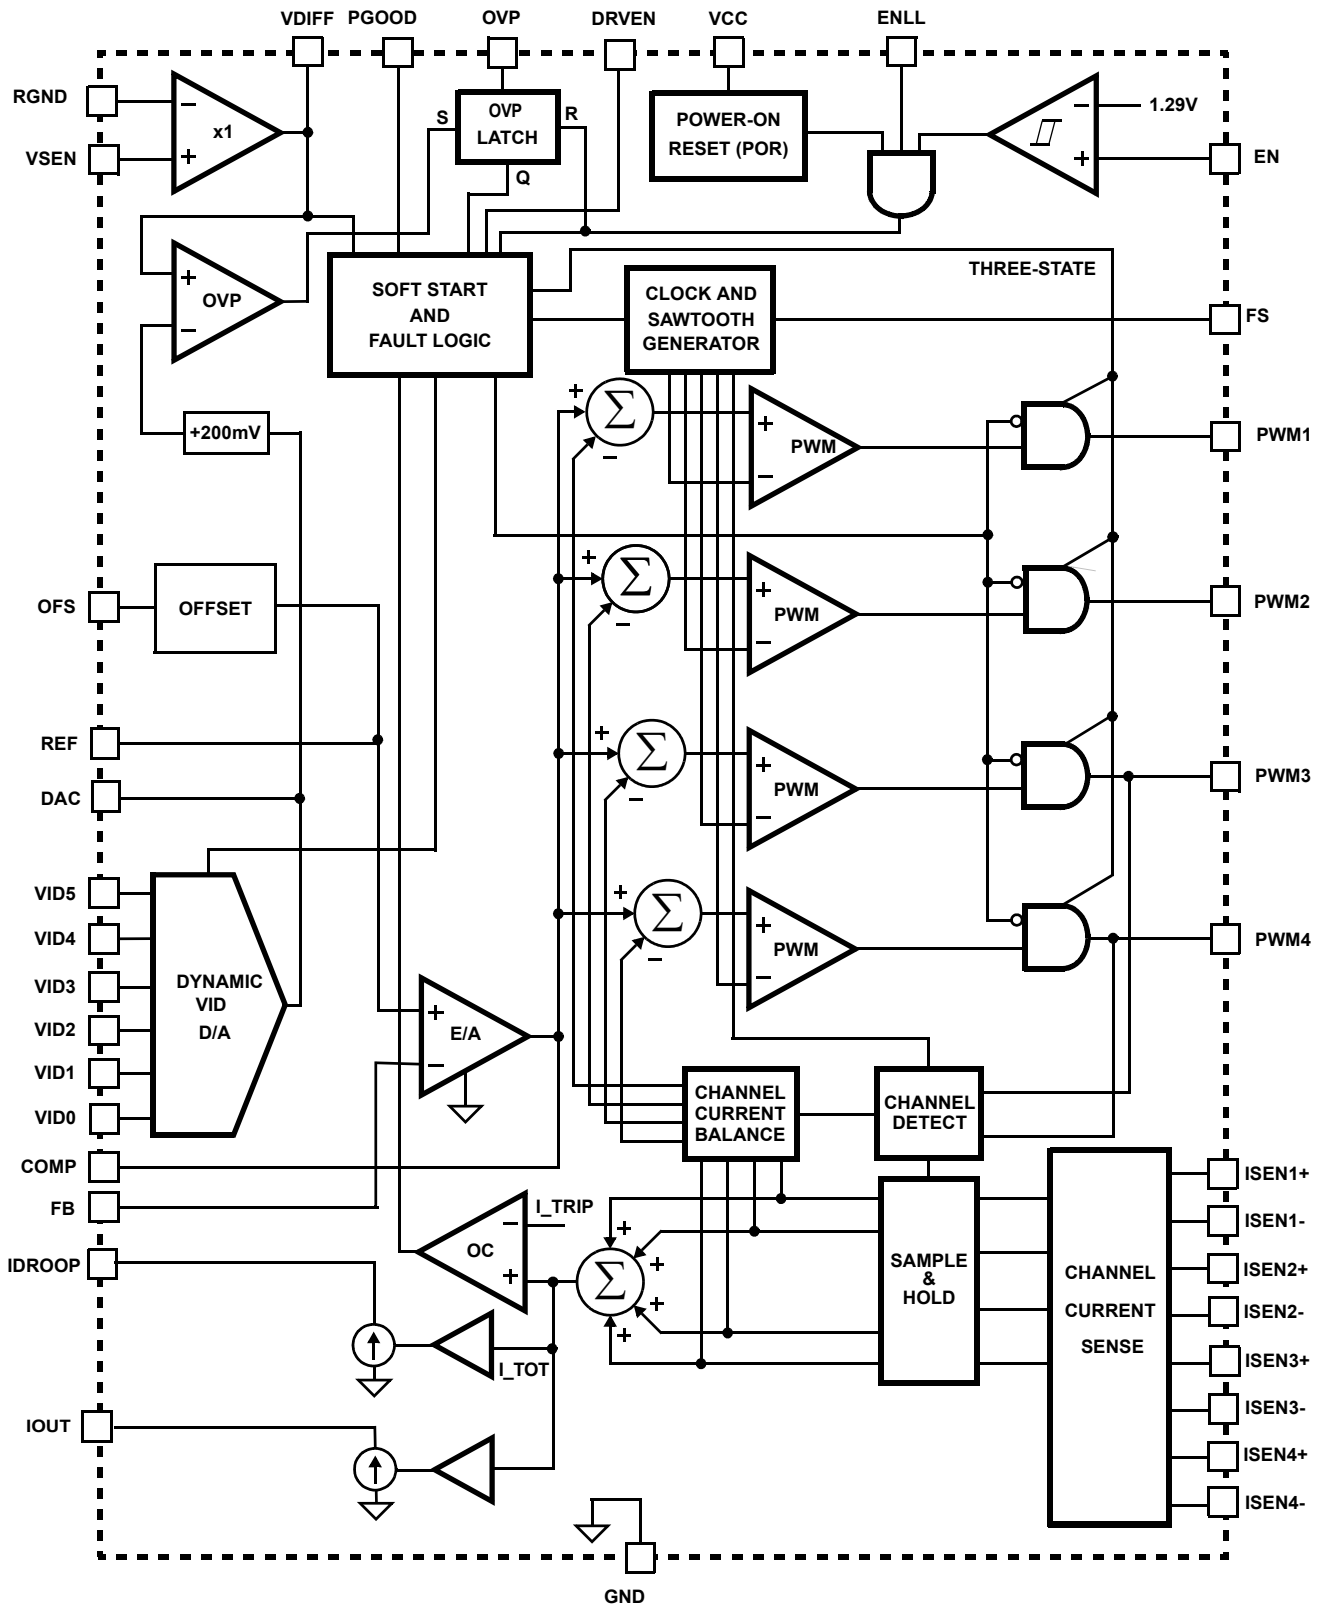 VDIFF PGOOD OVP DRVEN VCC ENLL
RGND
VSEN
x1
−
+
S
OVP
LATCH
R
Q
POWER-ON
RESET (POR)
−
+
1.29V
EN
+
−
OVP
SOFT START
AND
FAULT LOGIC
CLOCK AND
SAWTOOTH
GENERATOR
THREE-STATE
FS
+200mV
+
Σ
−
+
−
PWM
PWM1
OFS
OFFSET
+
Σ
−
+
−
PWM
PWM2
REF
DAC
+
Σ
−
+
−
PWM
PWM3
VID5
VID4
VID3
VID2
VID1
VID0
DYNAMIC
VID
D/A
+
Σ
−
+
−
PWM
PWM4
+
−
E/A
CHANNEL
CURRENT
BALANCE
CHANNEL
DETECT
COMP
FB
IDROOP
IOUT
I_TRIP
−
+
OC
I_TOT
+
+
+
+
Σ
SAMPLE
&
HOLD
CHANNEL
CURRENT
SENSE
ISEN1+
ISEN1-
ISEN2+
ISEN2-
ISEN3+
ISEN3-
ISEN4+
ISEN4-
GND